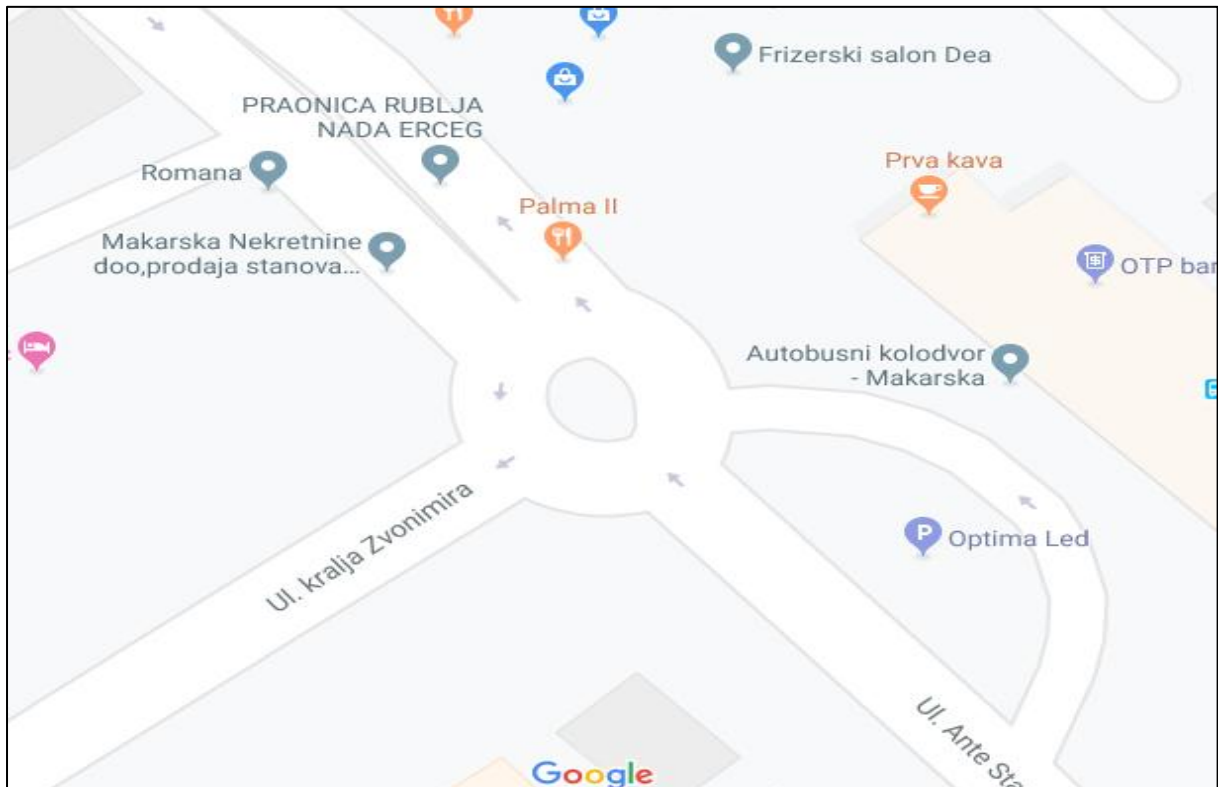 Frizerski salon Dea
PRAONICA RUBLJA
NADA ERCEG
Prva kava
Romana
Palma II
Makarska Nekretnine
doo,prodaja stanova...
OTP bar
Autobusni kolodvor
- Makarska
P
Optima Led
Ul. kralja Zvonimira
Ul. Ante Sta
Google